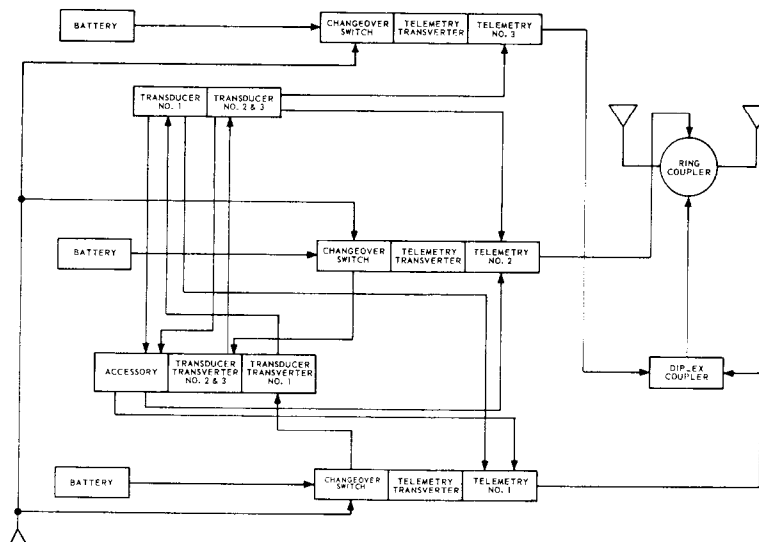 BATTERY
CHANGEOVER
SWITCH
TELEMETRY
TRANSVERTER
TELEMETRY
NO. 3
TRANSDUCER
NO. 1
TRANSDUCER
NO. 2 & 3
RING
COUPLER
BATTERY
CHANGEOVER
SWITCH
TELEMETRY
TRANSVERTER
TELEMETRY
NO. 2
ACCESSORY
TRANSDUCER
TRANSVERTER
NO. 2 & 3
TRANSDUCER
TRANSVERTER
NO. 1
DIPLEX
COUPLER
BATTERY
CHANGEOVER
SWITCH
TELEMETRY
TRANSVERTER
TELEMETRY
NO. 1